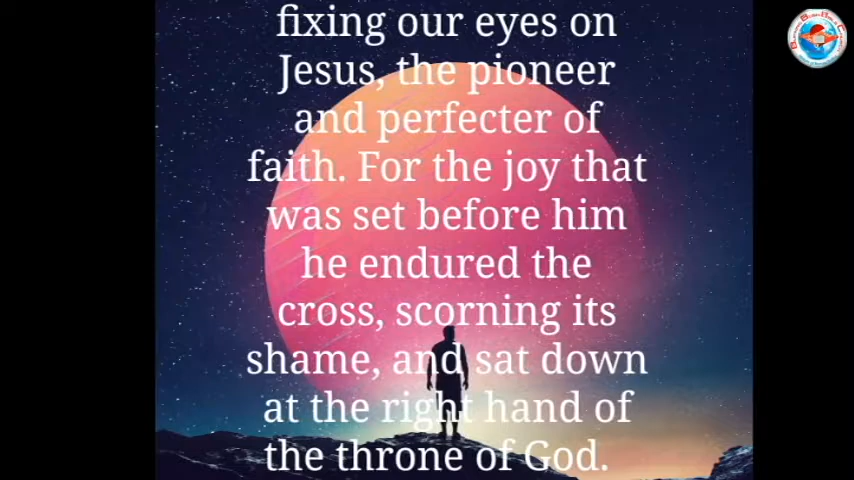 fixing our eyes on
Jesus, the pioneer
and perfecter of
faith. For the joy that
was set before him
he endured the
cross, scorning its
shame, and sat down
at the right hand of
the throne of God.